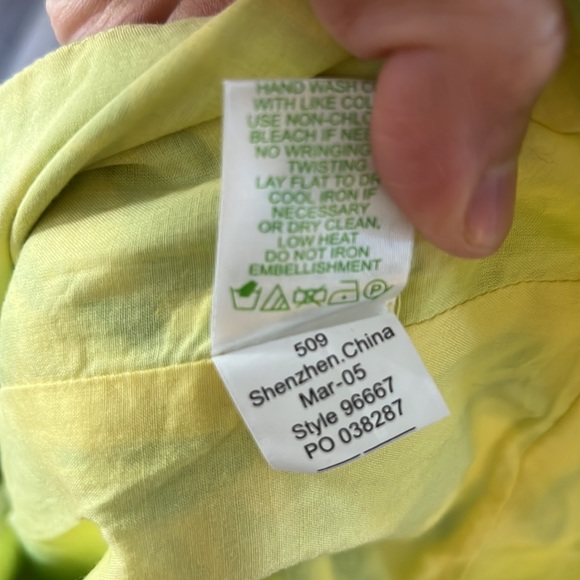 HAND WASH
WITH LIKE COL
USE NON-CHLO
BLEACH IF NEE
NO WRINGING
TWISTING
LAY FLAT TO DR
COOL IRON IF
NECESSARY
OR DRY CLEAN,
LOW HEAT
DO NOT IRON
EMBELLISHMENT
P
509
Shenzhen,China
Mar-05
Style 96667
PO 038287